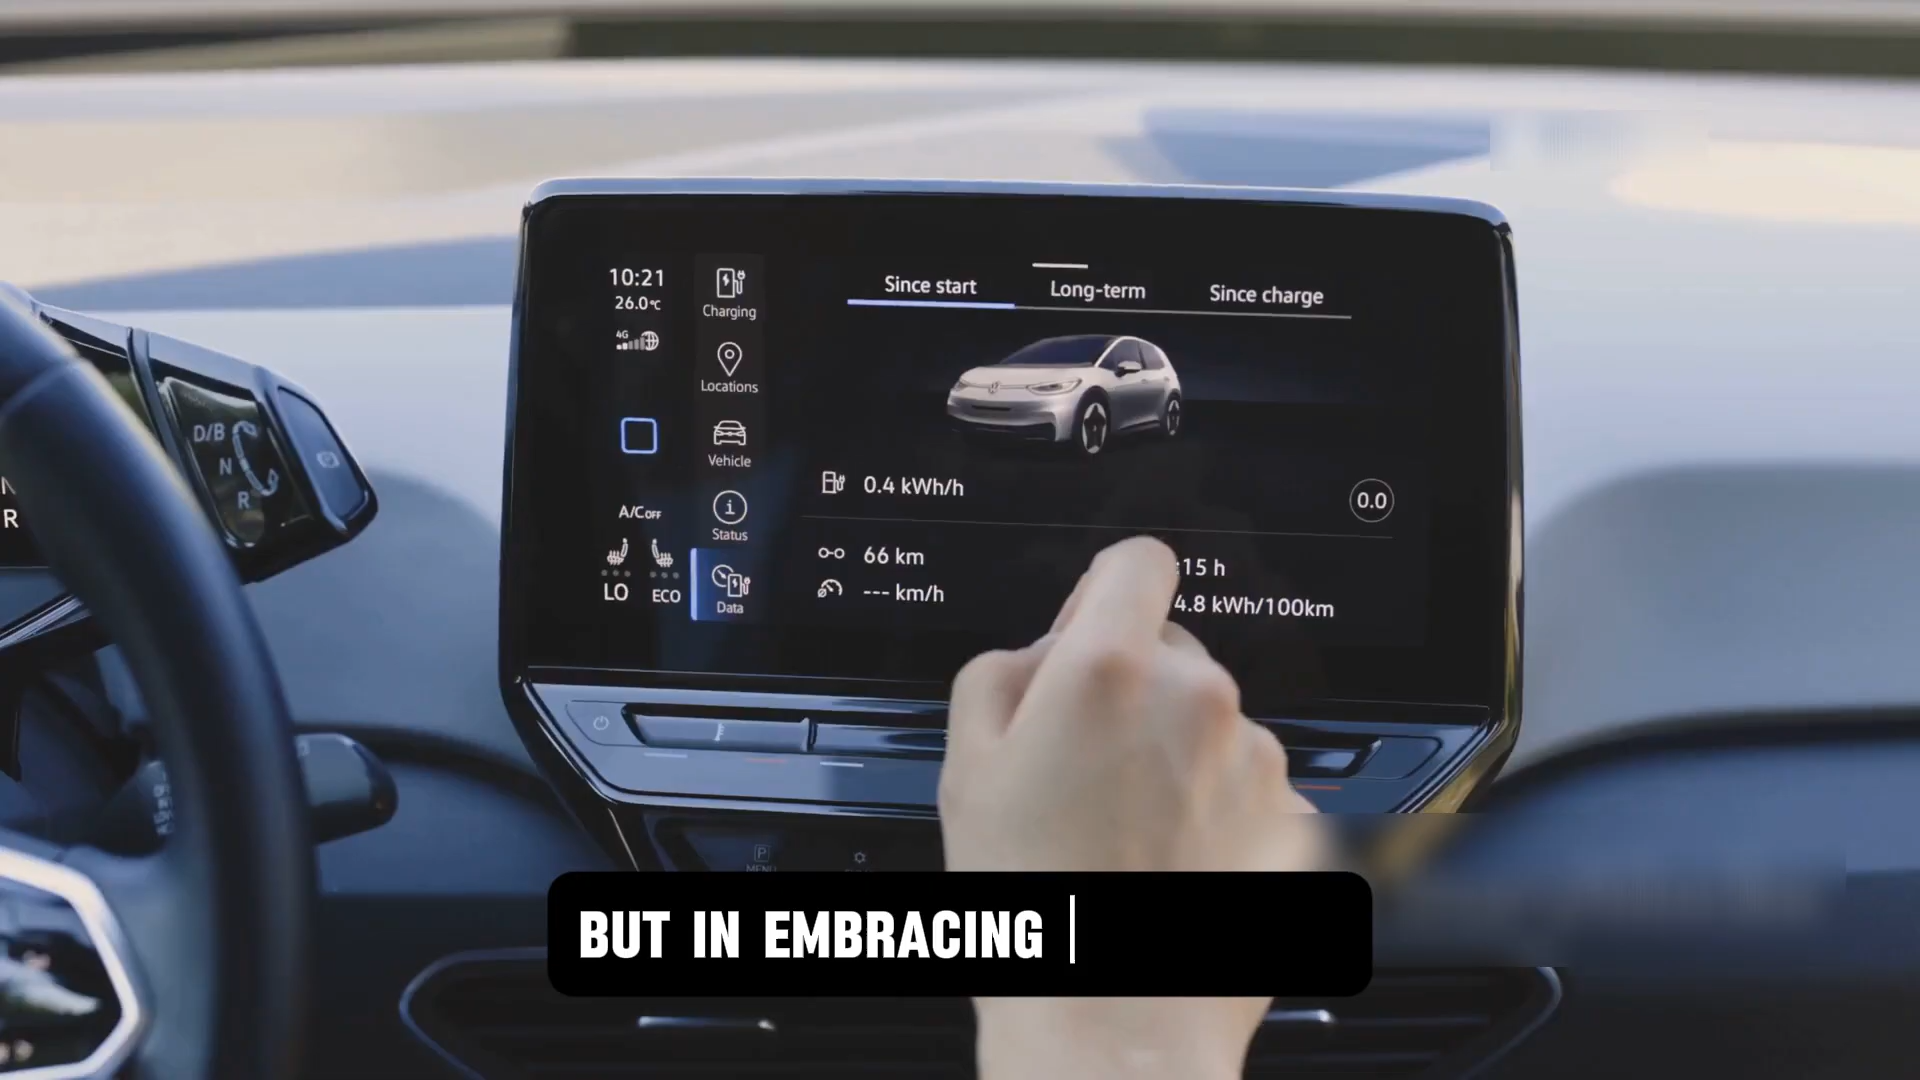 10:21
26.0°C
4G
A/C OFF
LO
ECO
Charging
Locations
Vehicle
i
Status
Data
Since start
Long-term
Since charge
0.4 kWh/h
0.0
66 km
--- km/h
:15 h
4.8 kWh/100km
D/B
N
R
R
P
MENU
BUT IN EMBRACING